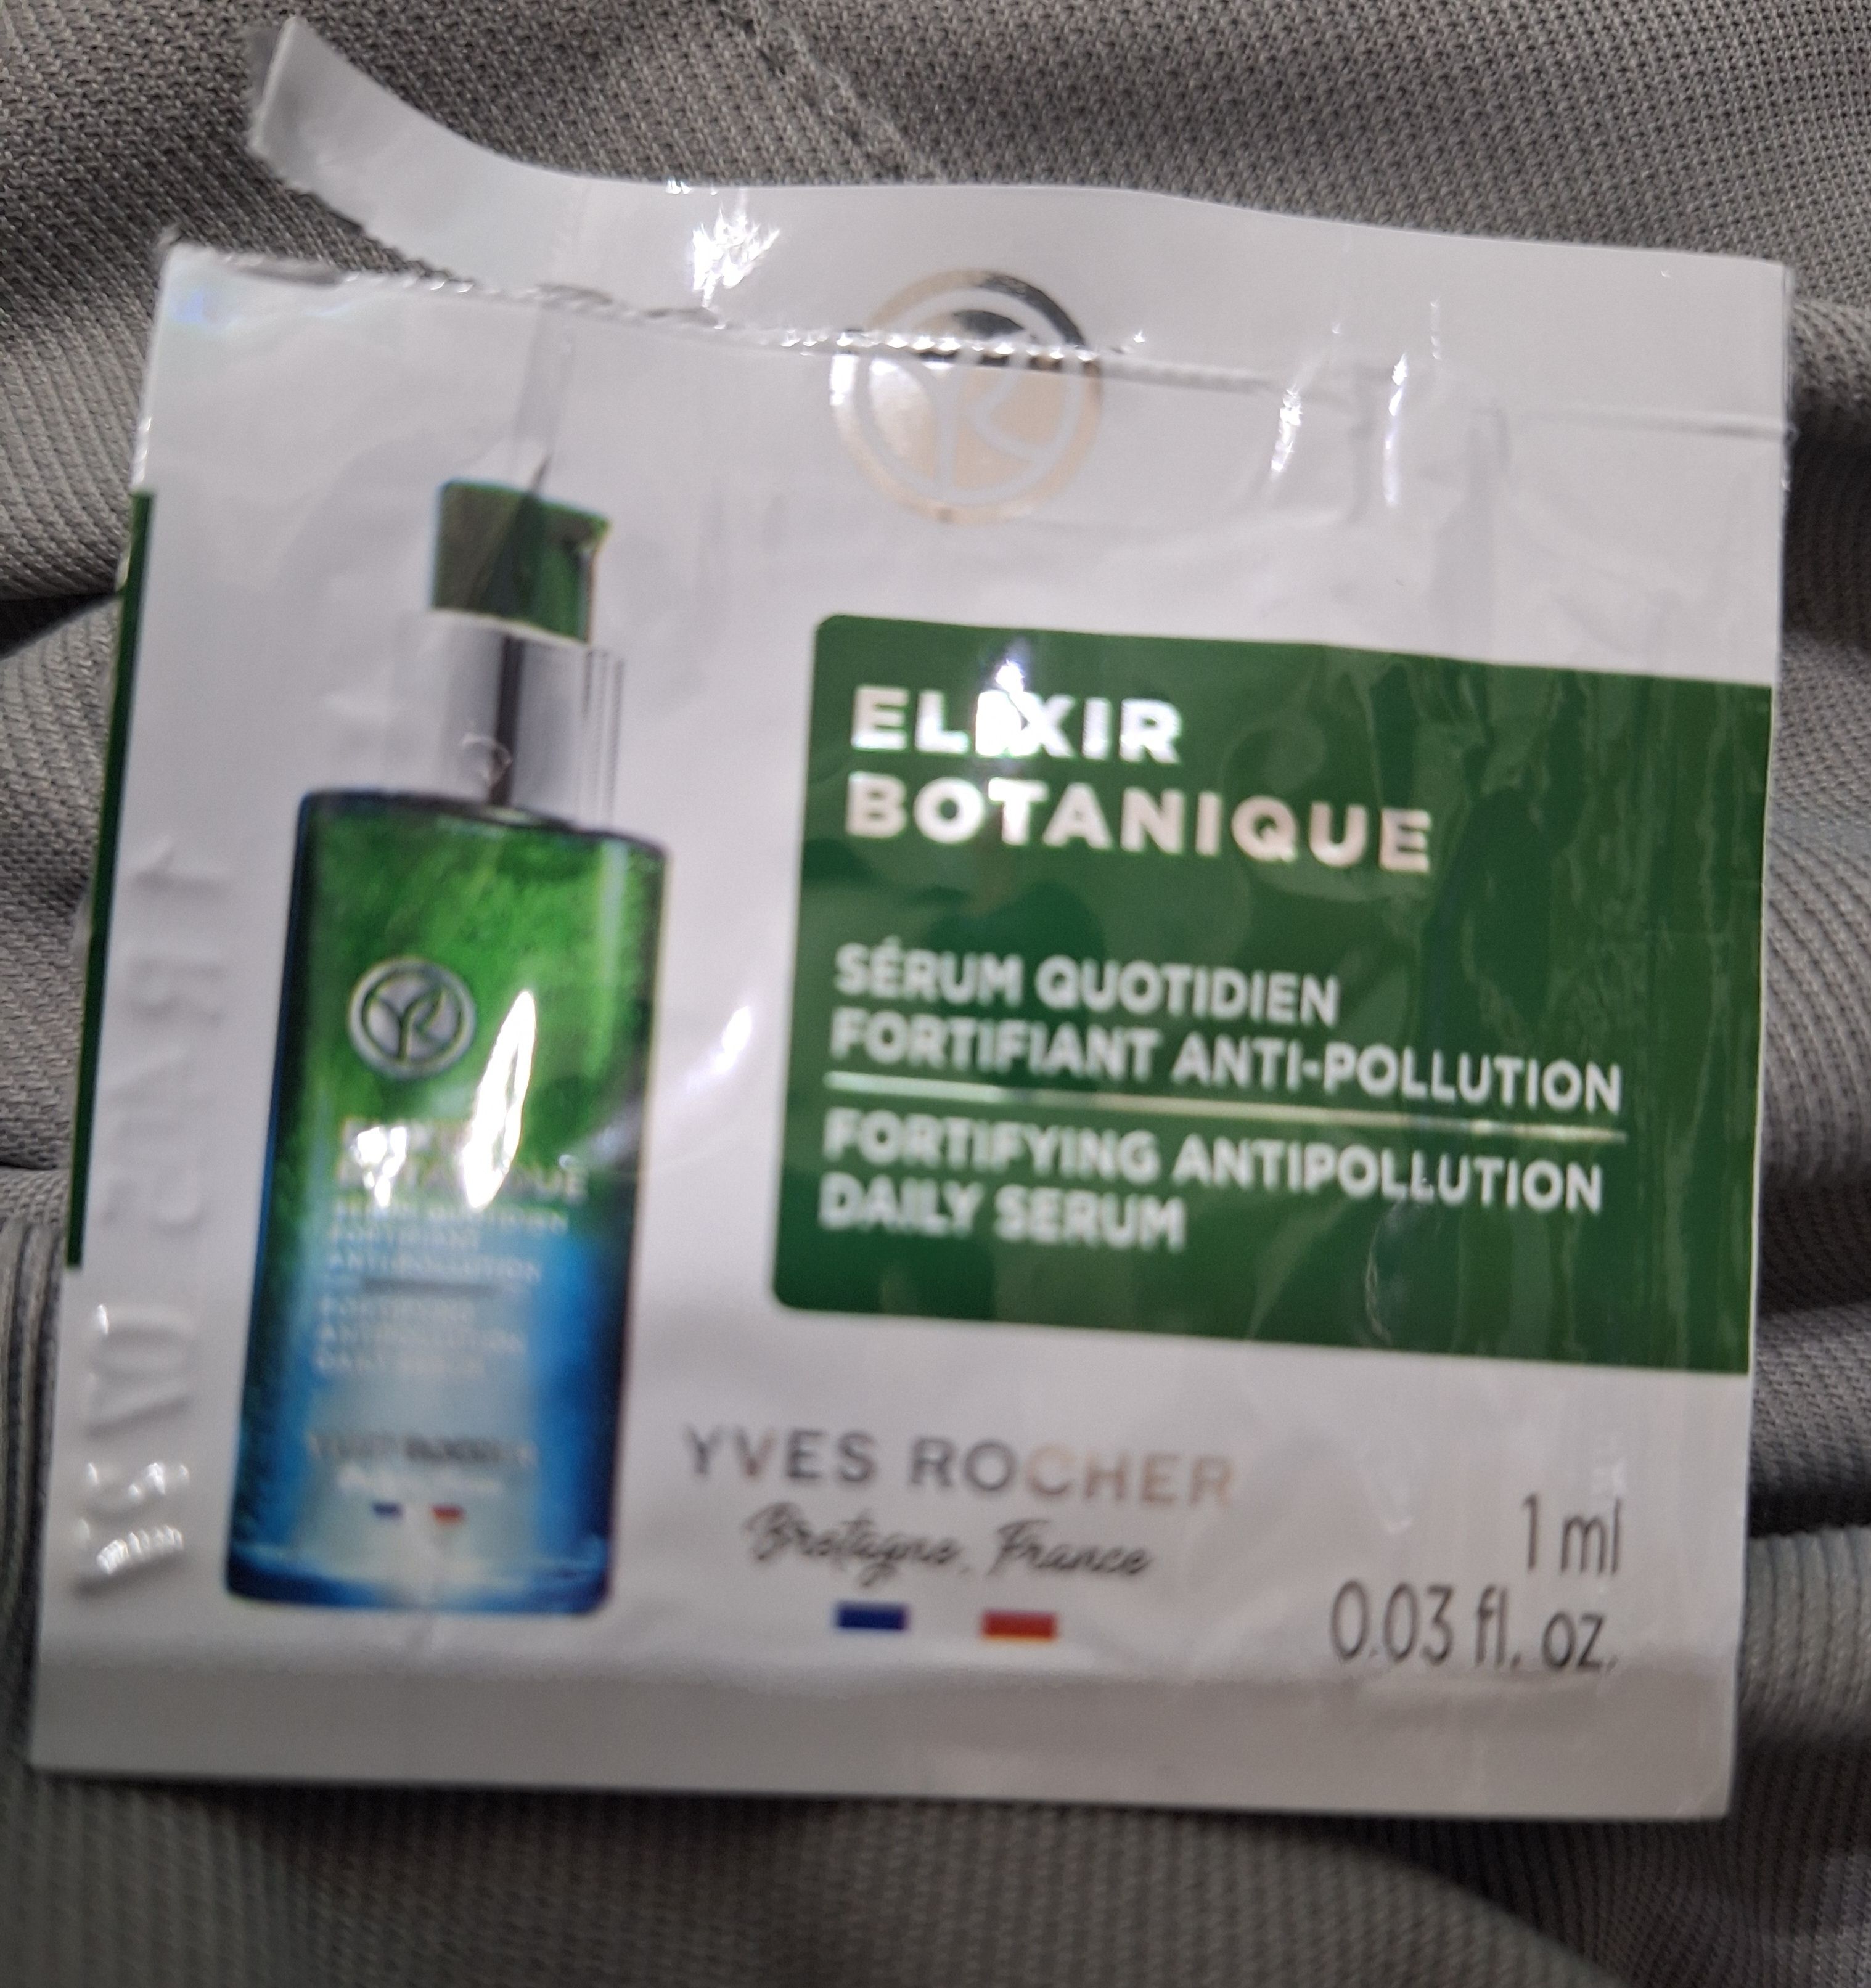 ELIXIR
BOTANIQUE
SÉRUM QUOTIDIEN
FORTIFIANT ANTI-POLLUTION
FORTIFYING ANTIPOLLUTION
DAILY SERUM
YVES ROCHER
Bretagne, France
1 ml
0.03 fl. oz.